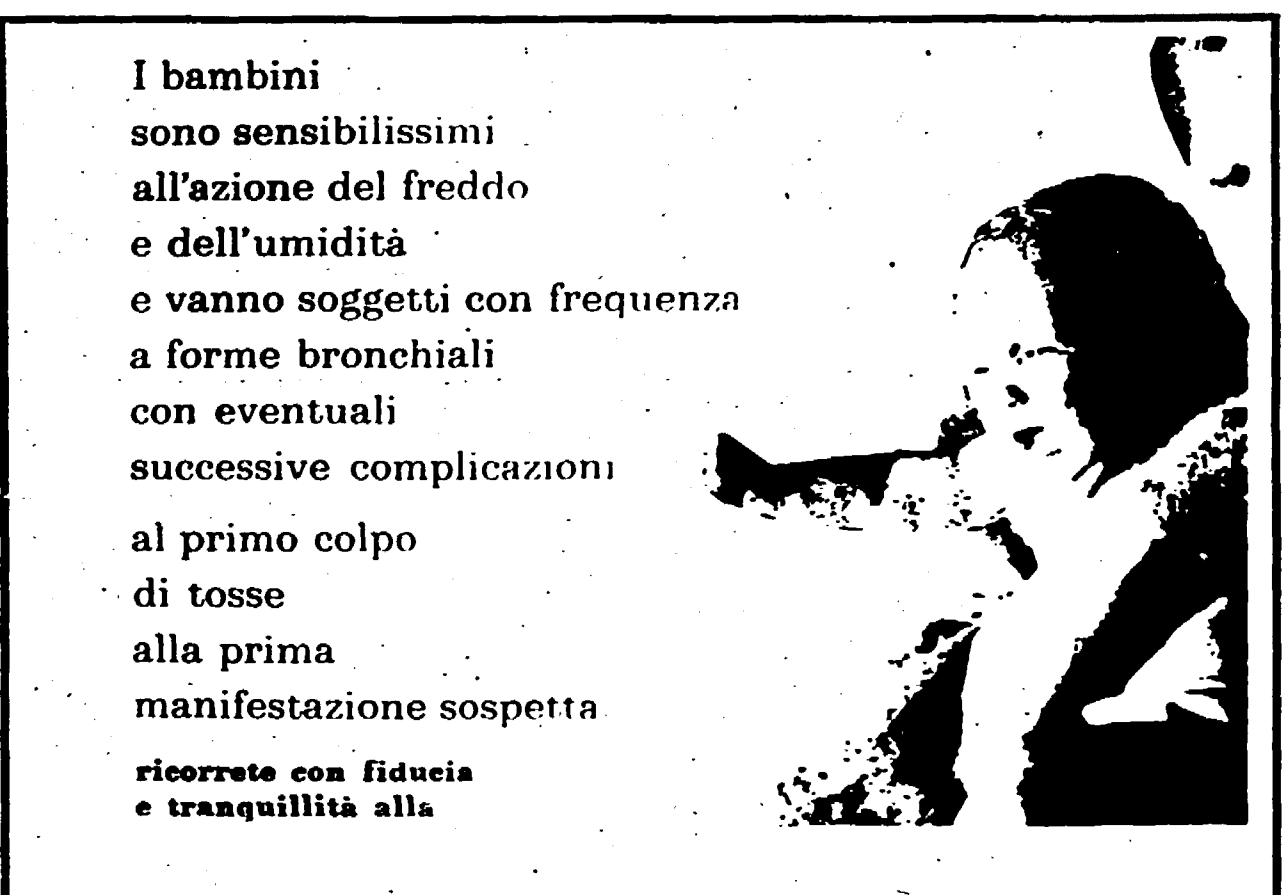 I bambini
sono sensibilissimi
all'azione del freddo
e dell'umidità
e vanno soggetti con frequenza
a forme bronchiali
con eventuali
successive complicazioni
al primo colpo
di tosse
alla prima
manifestazione sospetta
ricorrete con fiducia
e tranquillità alla